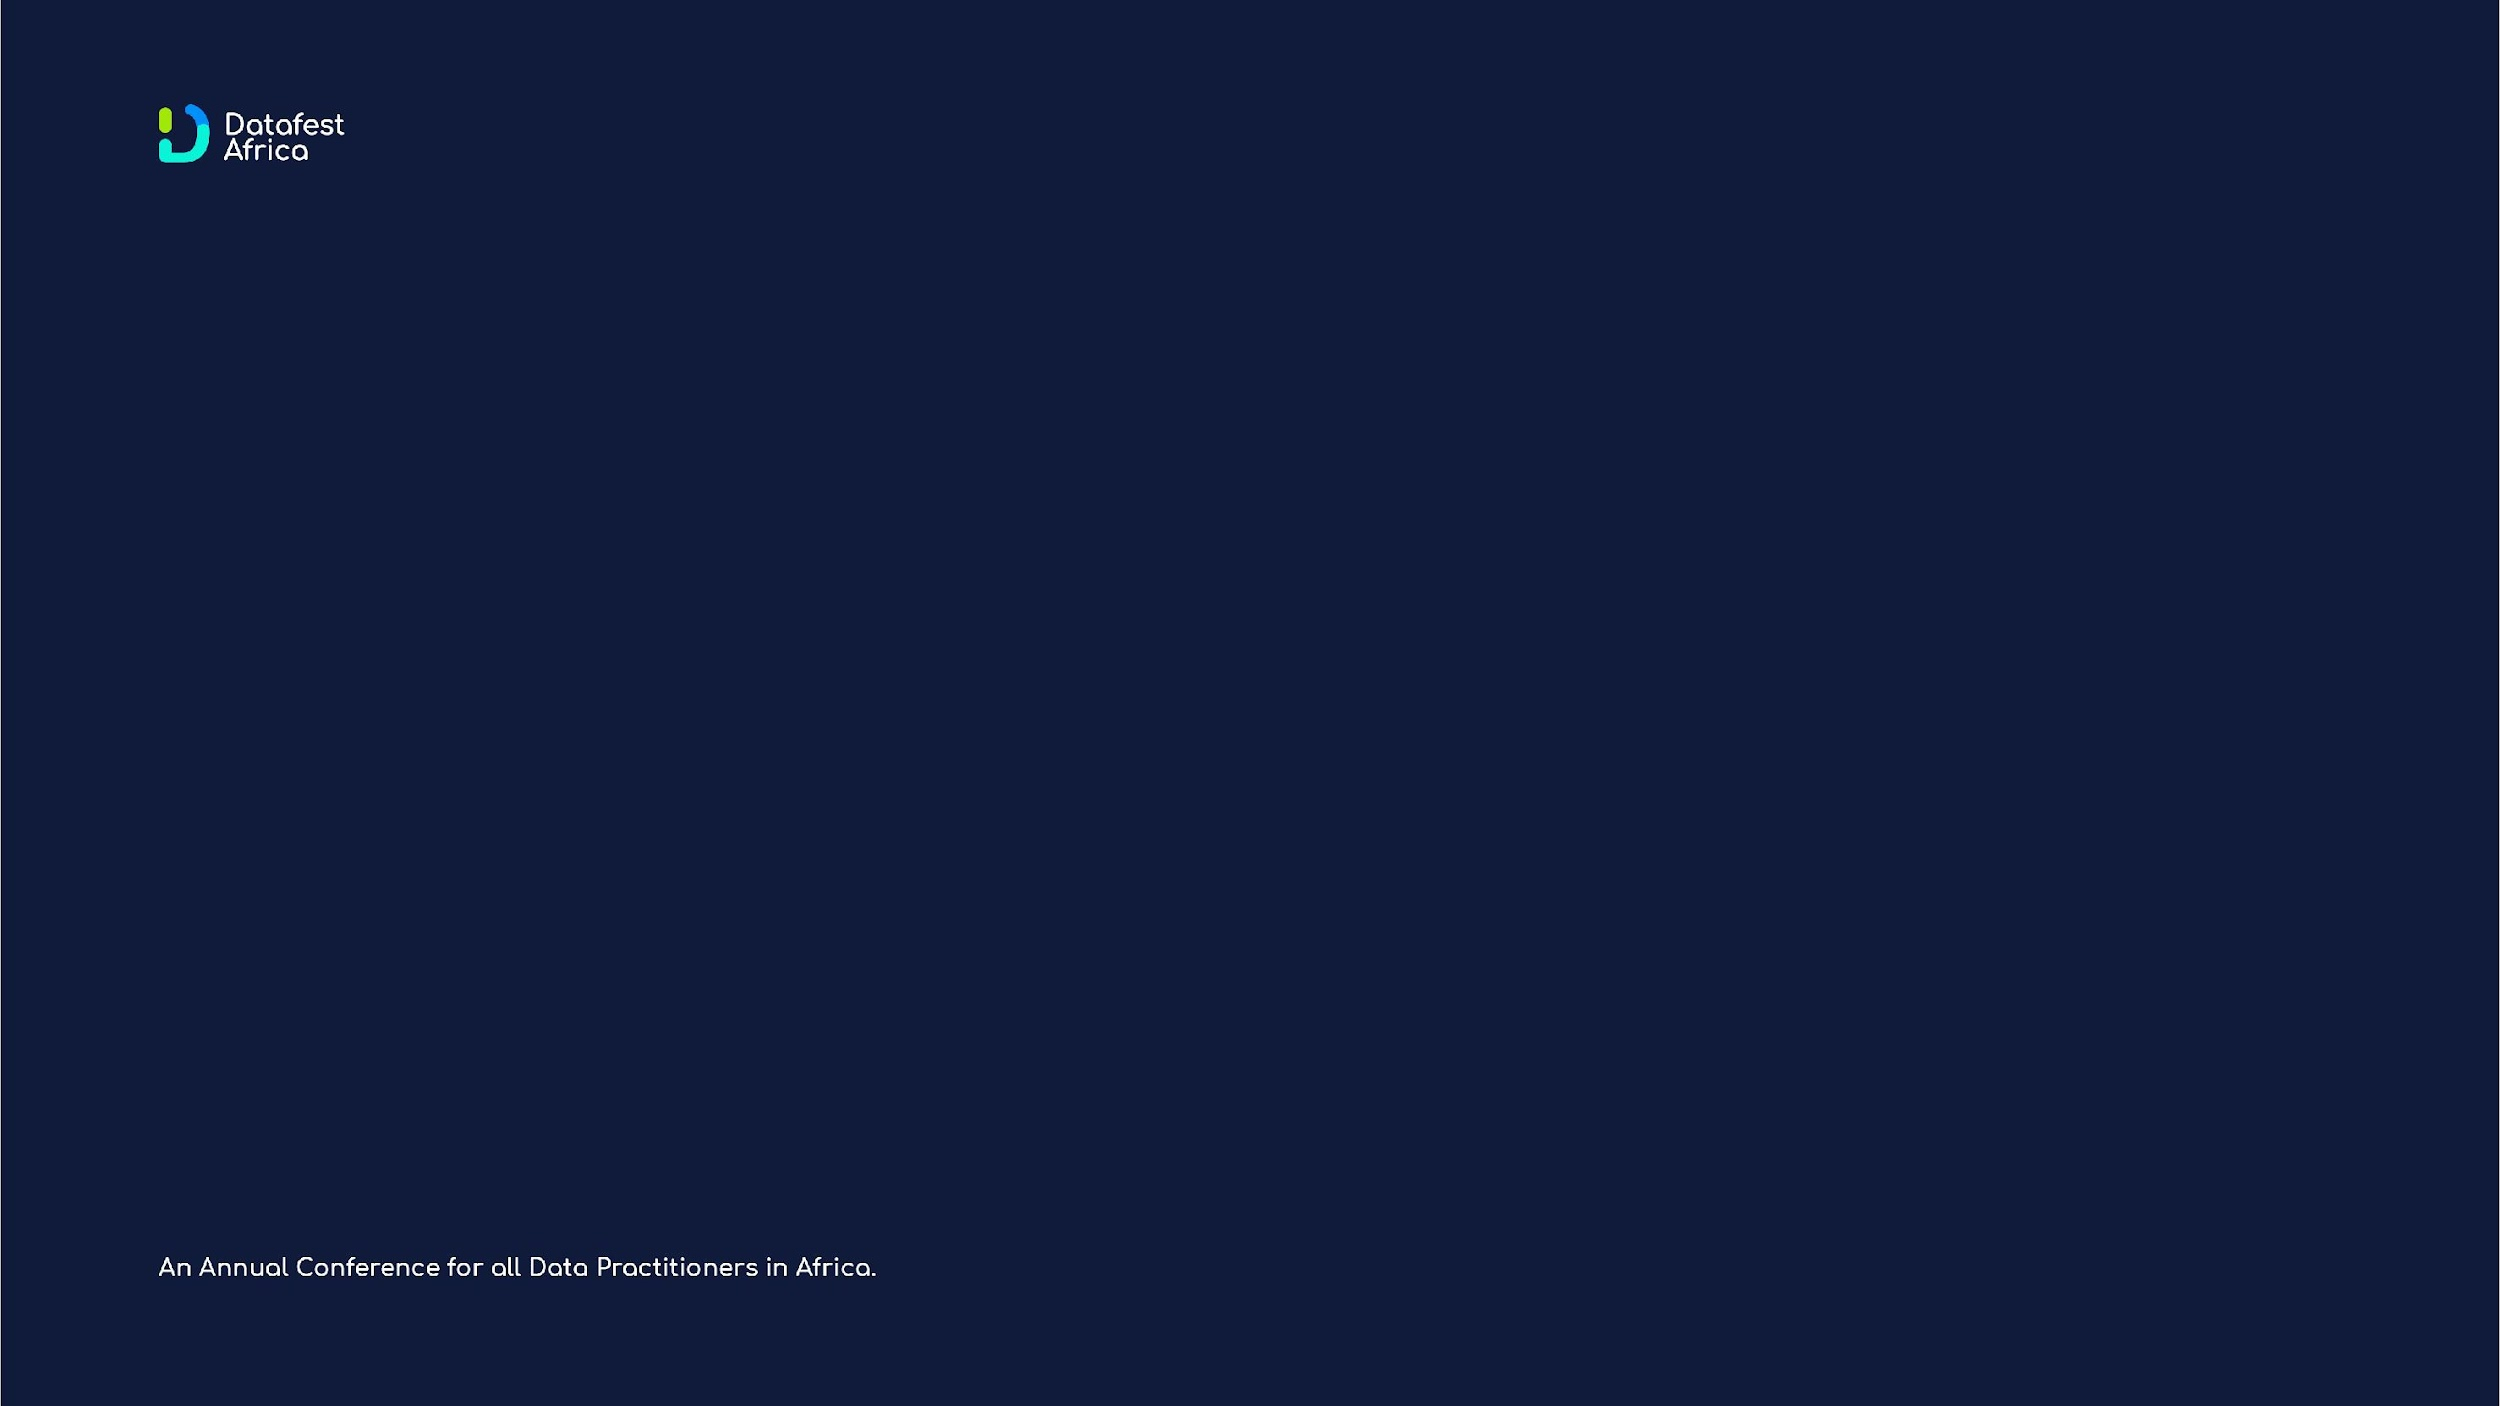 Datafest
Africa
An Annual Conference for all Data Practitioners in Africa.